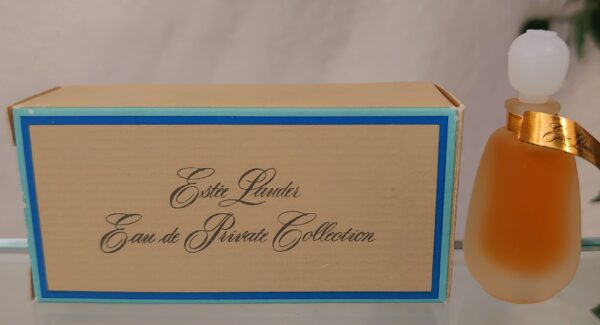 Estée Lauder
Eau de Private Collection